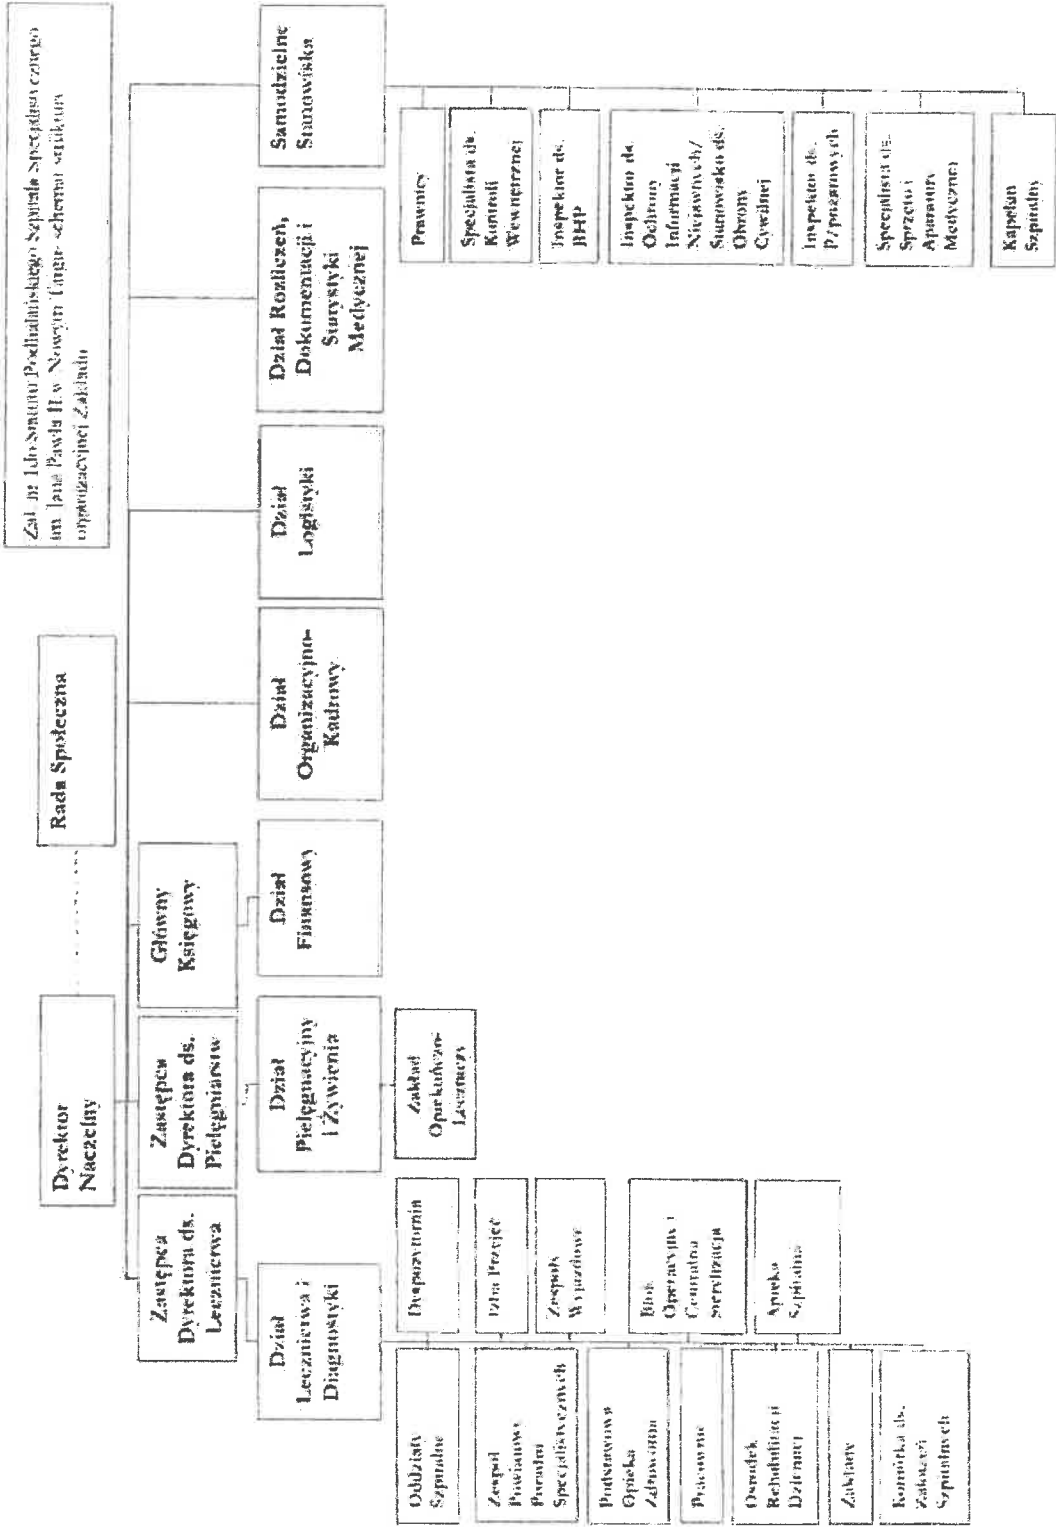 Zał. nr 1 do Statutu Podhalańskiego Szpitala Specjalistycznego
im. Jana Pawła II w Nowym Targu - schemat struktury
organizacyjnej Zakładu
Dyrektor
Naczelny
Rada Społeczna
Zastępca
Dyrektora ds.
Lecznictwa
Zastępca
Dyrektora ds.
Pielęgniarstw
Główny
Księgowy
Dział
Lecznictwa i
Diagnostyki
Dział
Pielęgnacyjny
i Żywienia
Dział
Finansowy
Dział
Organizacyjno-
Kadrowy
Dział
Logistyki
Dział Rozliczeń,
Dokumentacji i
Statystyki
Medycznej
Samodzielne
Stanowiska
Oddziały
Szpitalne
Dyspozytornia
Zespół
Powiatowy
Poradni
Specjalistycznych
Izba Przyjęć
Zespoły
Wyjazdowe
Podstawowa
Opieka
Zdrowotna
Blok
Operacyjny i
Centralna
Sterylizacja
Pracownie
Ośrodek
Rehabilitacji
Dziennej
Apteka
Szpitalna
Zakłady
Komórka ds.
Zakażeń
Szpitalnych
Zakład
Opiekuńczo-
Leczniczy
Prawnicy
Specjalista ds.
Kontroli
Wewnętrznej
Inspektor ds.
BHP
Inspektor ds.
Ochrony
Informacji
Niejawnych/
Stanowisko ds.
Obrony
Cywilnej
Inspektor ds.
P/pożarowych
Specjalista ds.
Sprzętu i
Aparatury
Medycznej
Kapelan
Szpitalny